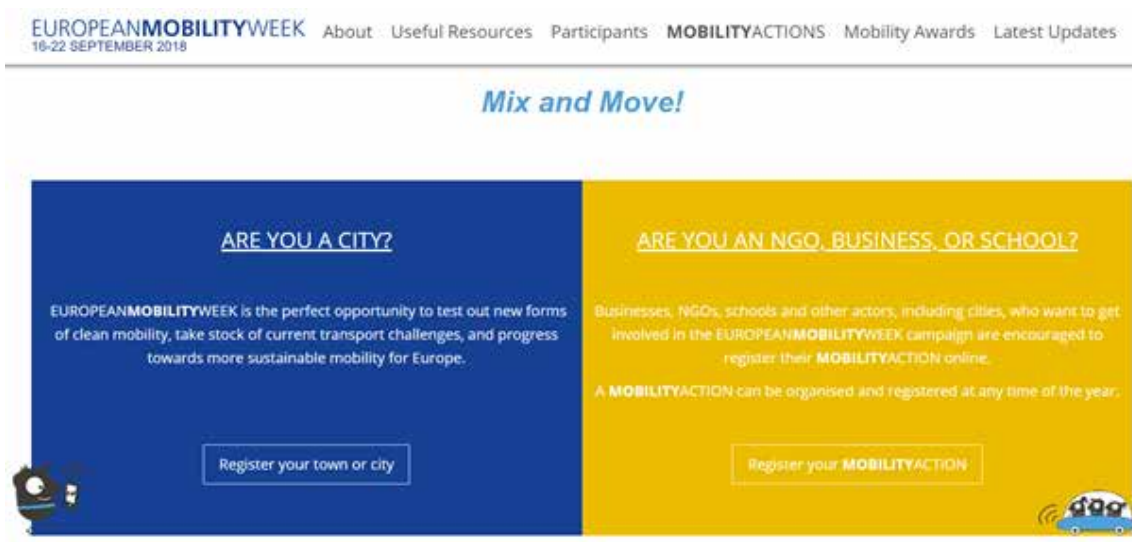 EUROPEANMOBILITYWEEK
16-22 SEPTEMBER 2018
About Useful Resources Participants MOBILITYACTIONS Mobility Awards Latest Updates
Mix and Move!
ARE YOU A CITY?
EUROPEANMOBILITYWEEK is the perfect opportunity to test out new forms
of clean mobility, take stock of current transport challenges, and progress
towards more sustainable mobility for Europe.
Register your town or city
ARE YOU AN NGO, BUSINESS, OR SCHOOL?
Businesses, NGOs, schools and other actors, including cities, who want to get
involved in the EUROPEANMOBILITYWEEK campaign are encouraged to
register their MOBILITYACTION online.
A MOBILITYACTION can be organised and registered at any time of the year.
Register your MOBILITYACTION